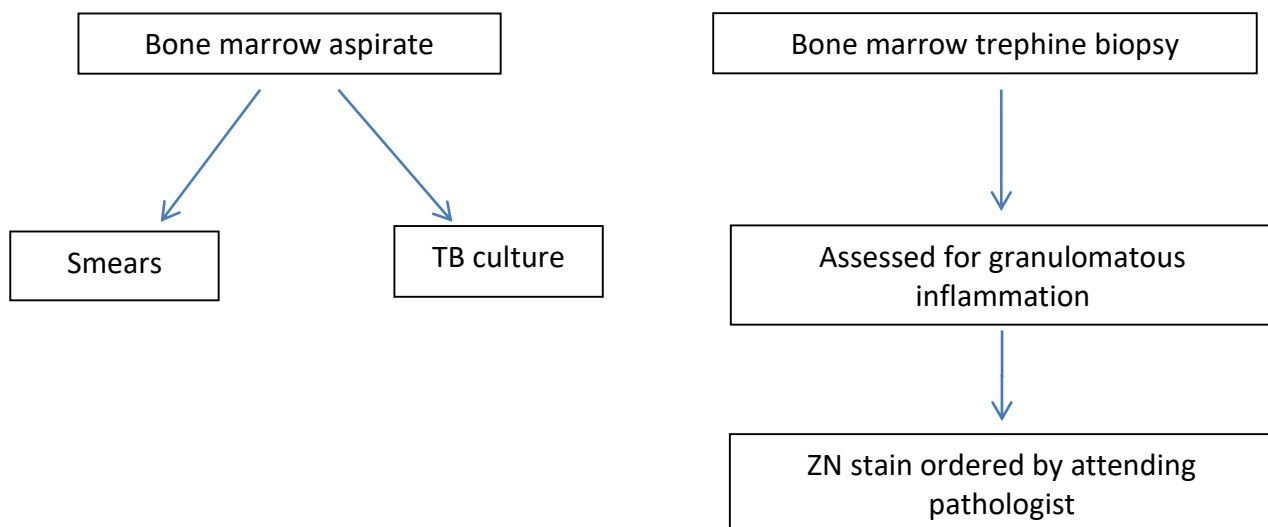 Bone marrow aspirate
Bone marrow trephine biopsy
Smears
TB culture
Assessed for granulomatous
inflammation
ZN stain ordered by attending
pathologist